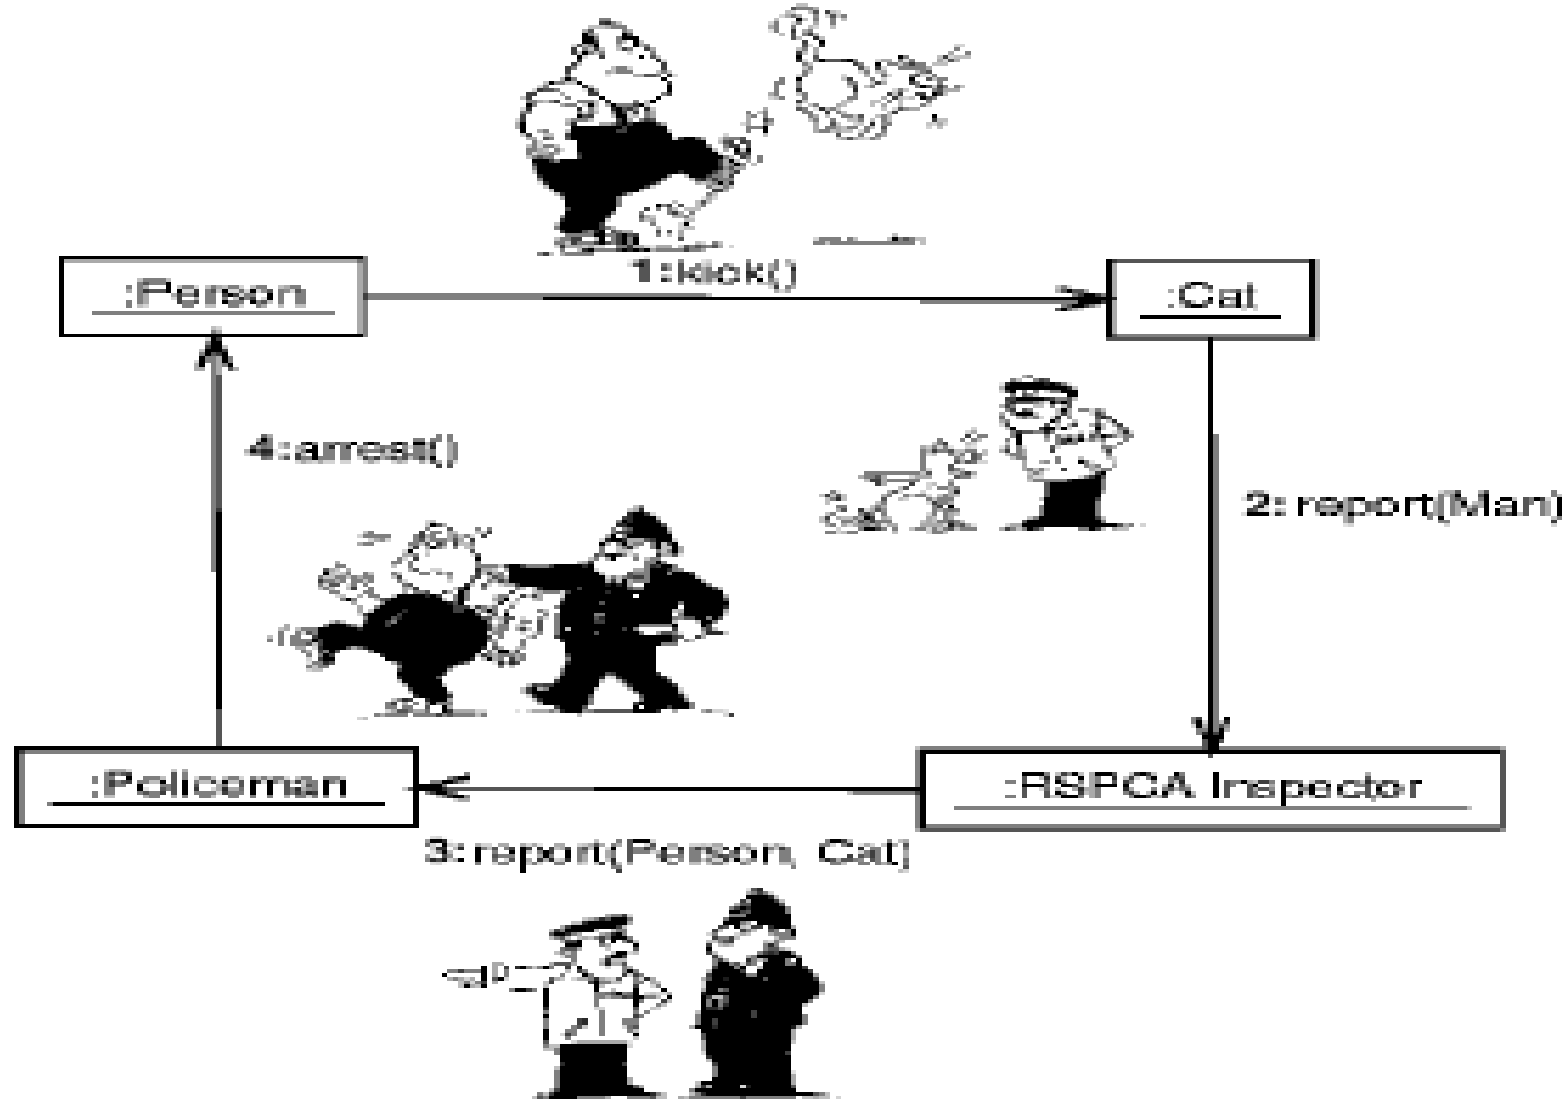 1:kick()
:Person
:Cat
4:arrest()
2: report(Man)
:Policeman
:RSPCA Inspector
3: report(Person, Cat)